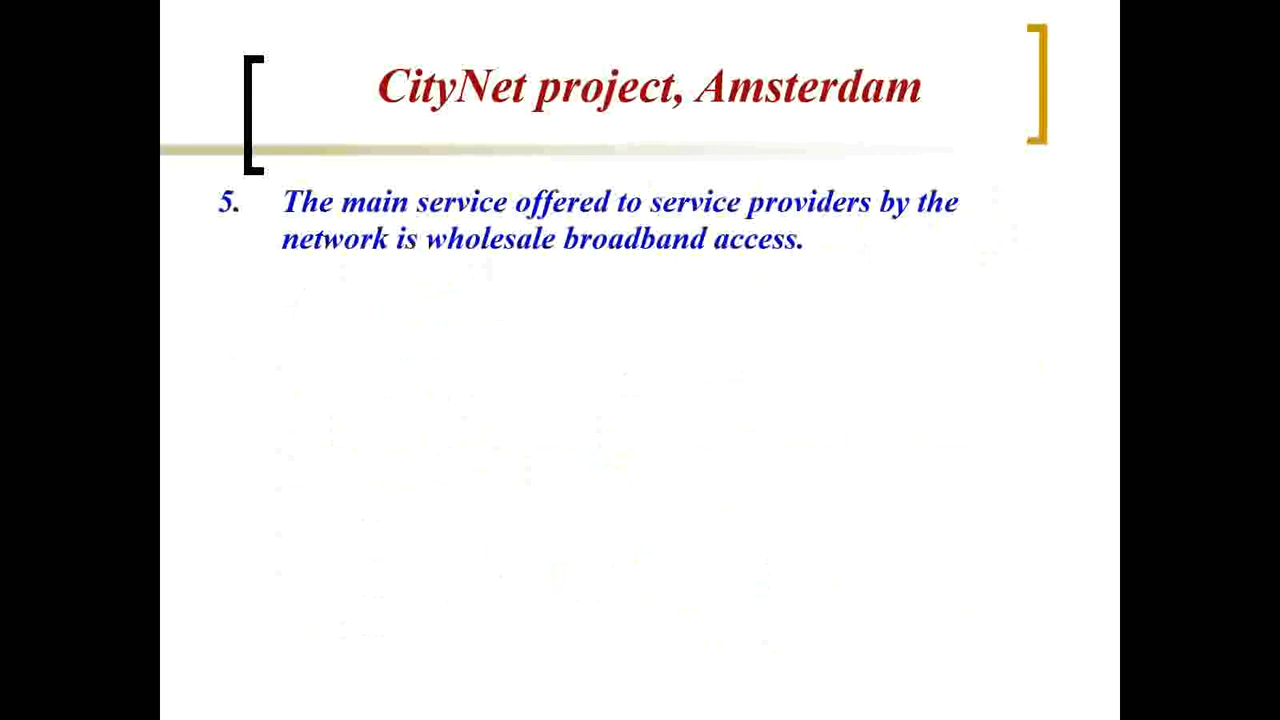 CityNet project, Amsterdam
5. The main service offered to service providers by the
network is wholesale broadband access.